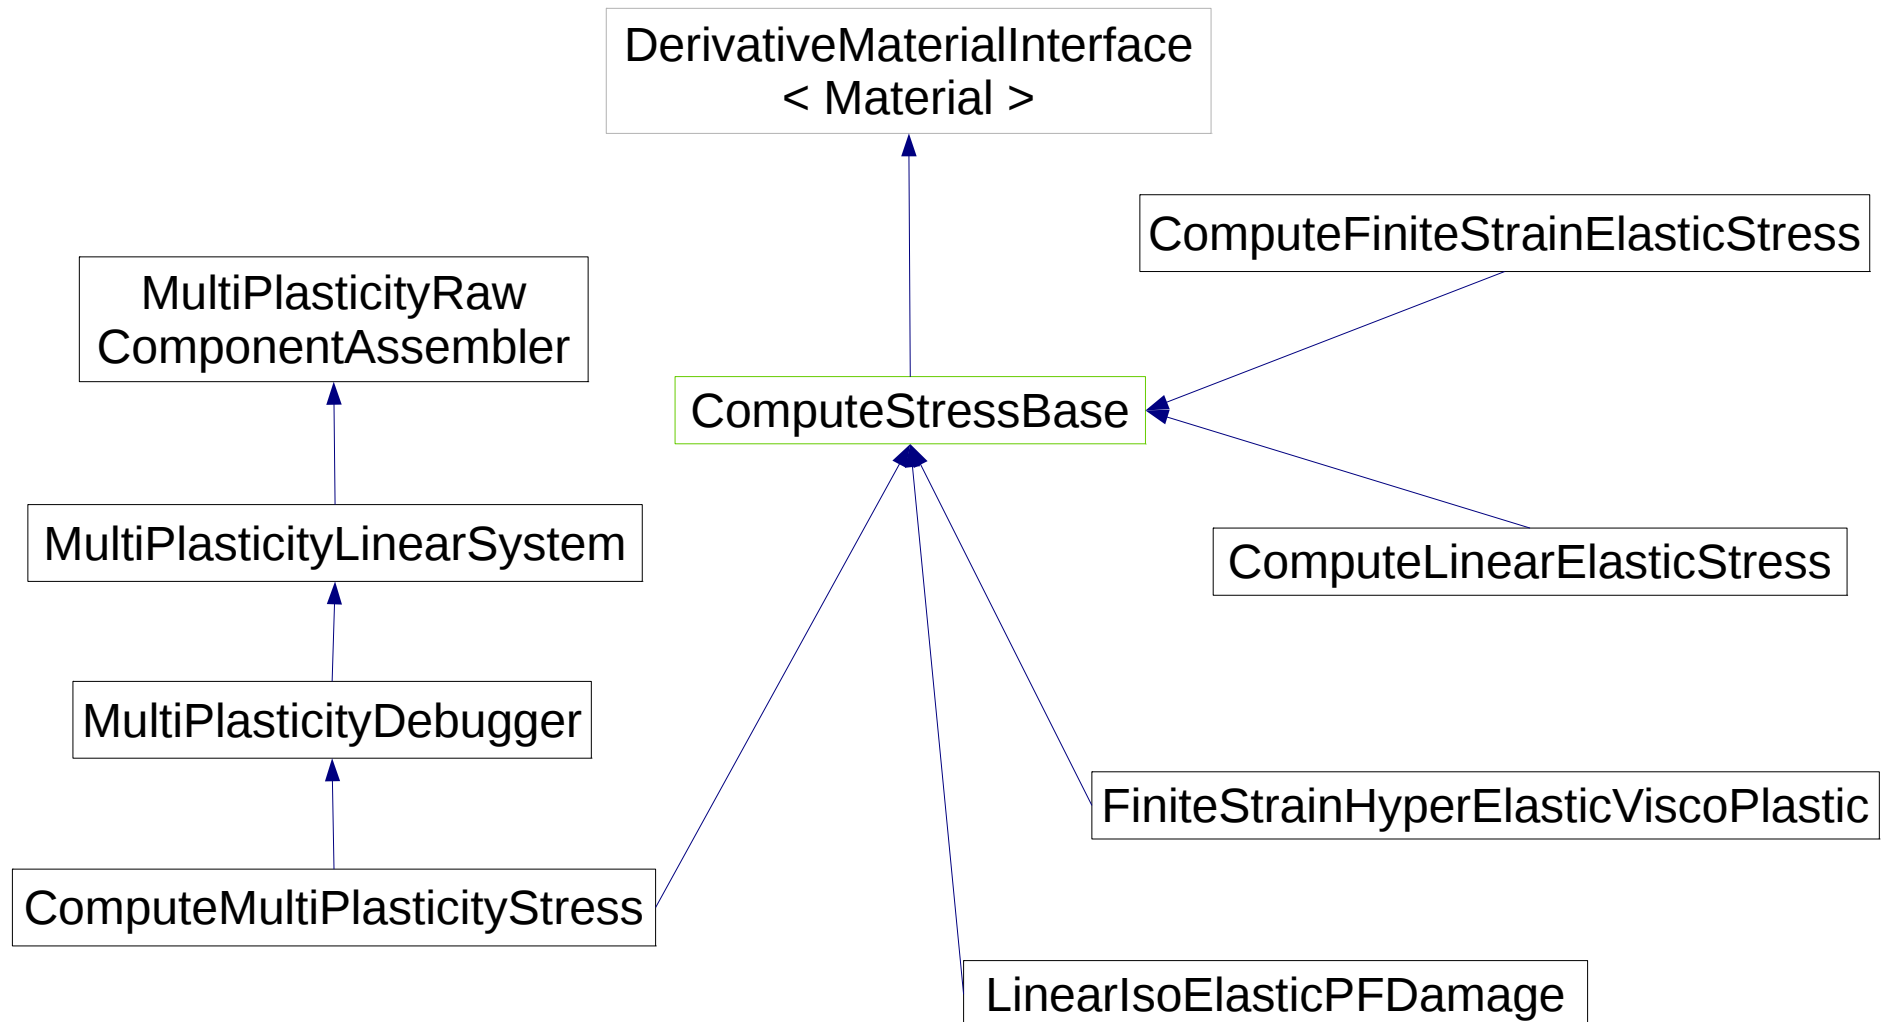 DerivativeMaterialInterface
< Material >
ComputeFiniteStrainElasticStress
MultiPlasticityRaw
ComponentAssembler
ComputeStressBase
MultiPlasticityLinearSystem
ComputeLinearElasticStress
MultiPlasticityDebugger
FiniteStrainHyperElasticViscoPlastic
ComputeMultiPlasticityStress
LinearIsoElasticPFDamage